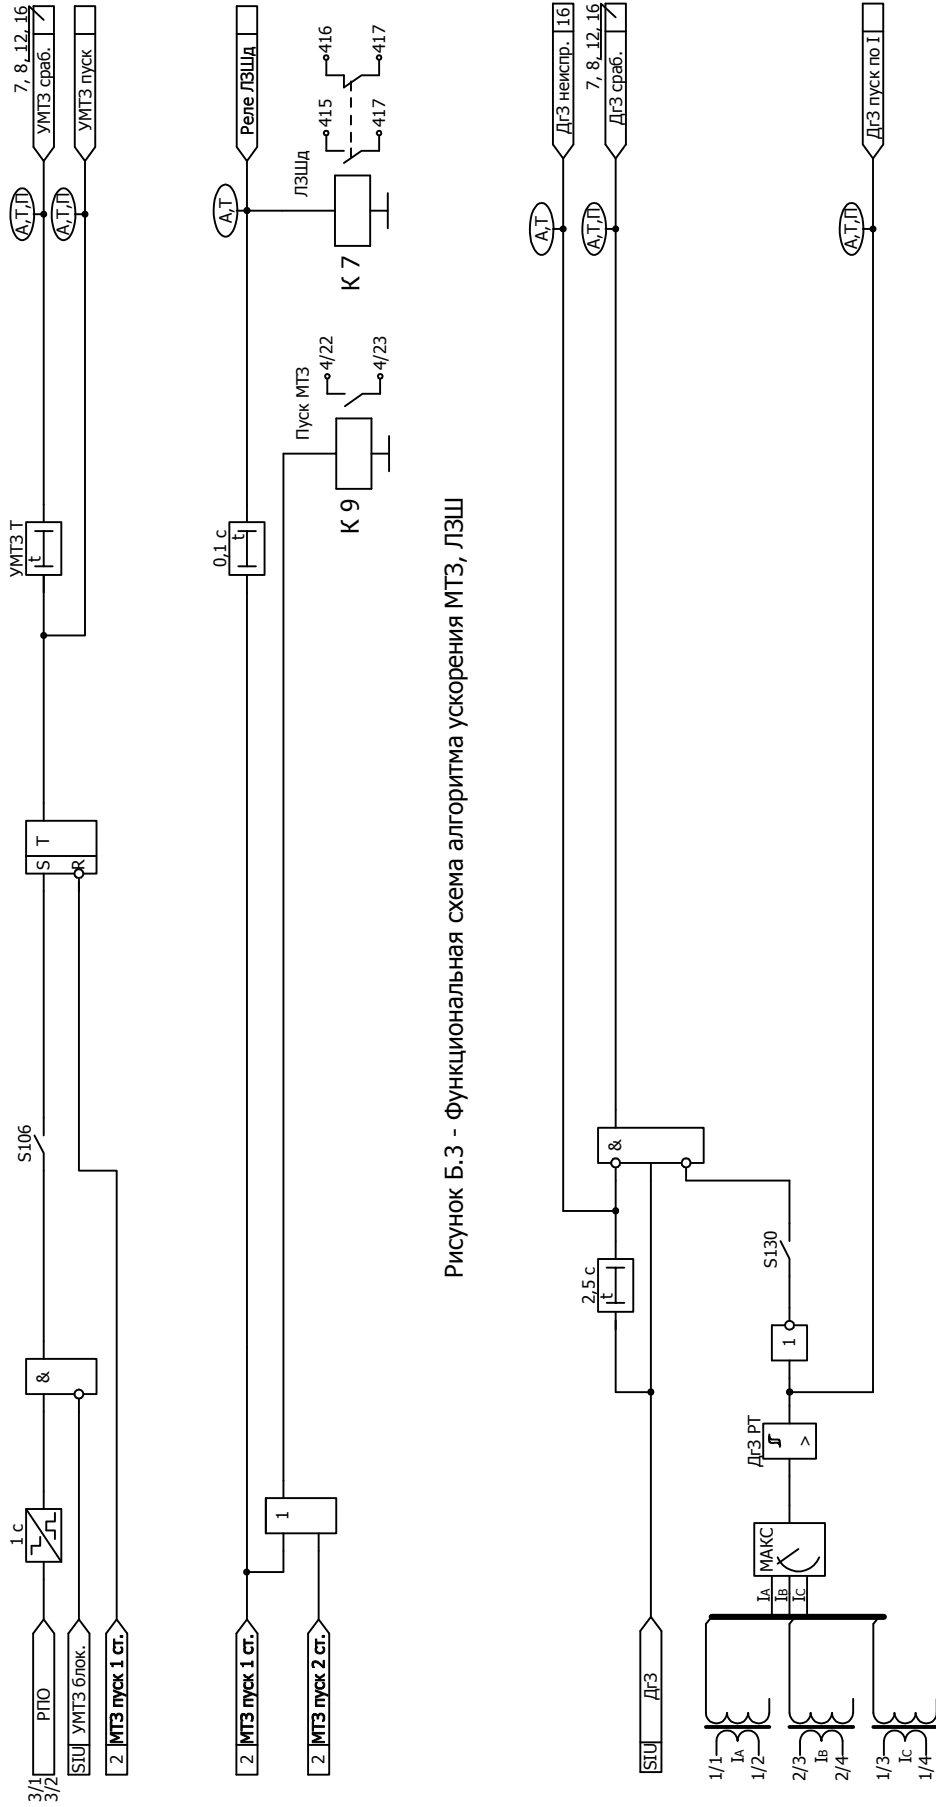 3/1
3/2
РПО
1 с
&
S106
S T
R
УМТЗ Т
t
А,Т,П
УМТЗ сраб.
7, 8, 12, 16
SIU УМТЗ блок.
А,Т,П
УМТЗ пуск
2 МТЗ пуск 1 ст.
2 МТЗ пуск 1 ст.
0,1 с
t
А,Т
Реле ЛЗШд
2 МТЗ пуск 2 ст.
1
К 9
Пуск МТЗ
4/22
4/23
К 7
ЛЗШд
415
417
416
417
Рисунок Б.3 - Функциональная схема алгоритма ускорения МТЗ, ЛЗШ
SIU ДгЗ
2,5 с
t
&
А,Т
ДгЗ неиспр. 16
А,Т,П
ДгЗ сраб.
7, 8, 12, 16
1/1
IA
1/2
2/3
IB
2/4
1/3
IC
1/4
IA
IB
IC
МАКС
ДгЗ РТ
>
1
S130
А,Т,П
ДгЗ пуск по I